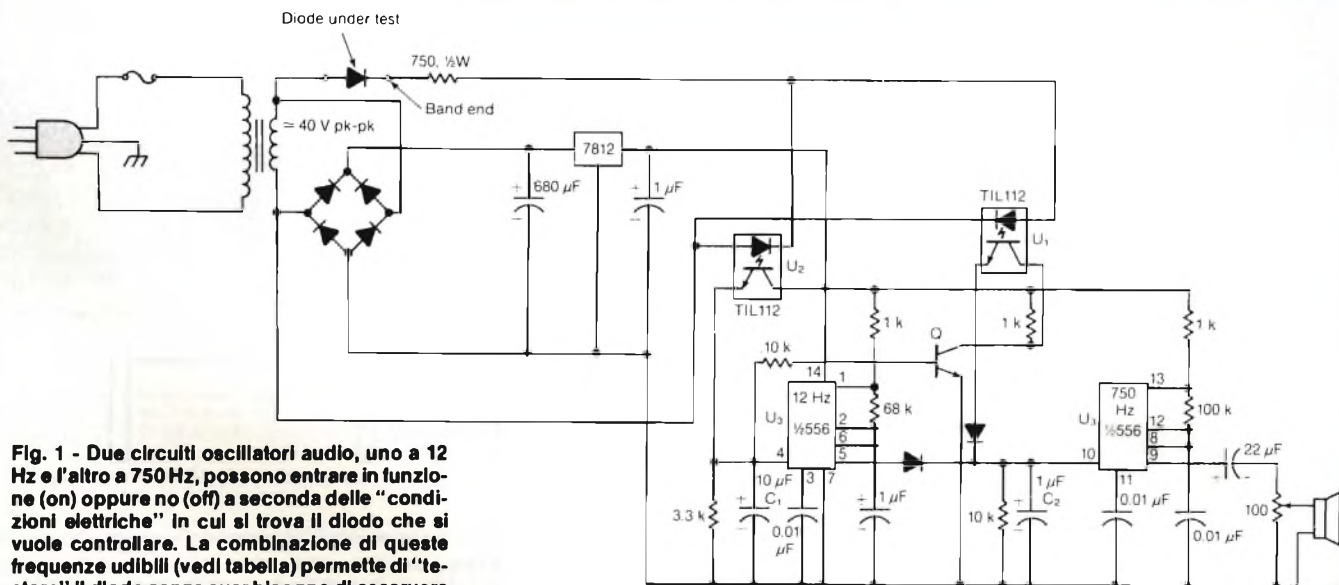 Diode under test
750, ½W
Band end
≃ 40 V pk-pk
7812
+
680 µF
–
+
1 µF
–
TIL112
U₁
U₂
TIL112
1 k
1 k
1 k
Q
10 k
14
1
12 Hz
U₃
½556
2
6
5
4
3
7
68 k
13
750
Hz
U₃
½556
12
8
9
10
11
100 k
22 µF
+
–
3.3 k
10 µF
+
C₁
–
0.01
µF
+
1 µF
–
10 k
1 µF
+
C₂
–
0.01 µF
0.01 µF
100
Fig. 1 - Due circuiti oscillatori audio, uno a 12
Hz e l'altro a 750 Hz, possono entrare in funzio-
ne (on) oppure no (off) a seconda delle "condi-
zioni elettriche" in cui si trova il diodo che si
vuole controllare. La combinazione di queste
frequenze udibili (vedi tabella) permette di "te-